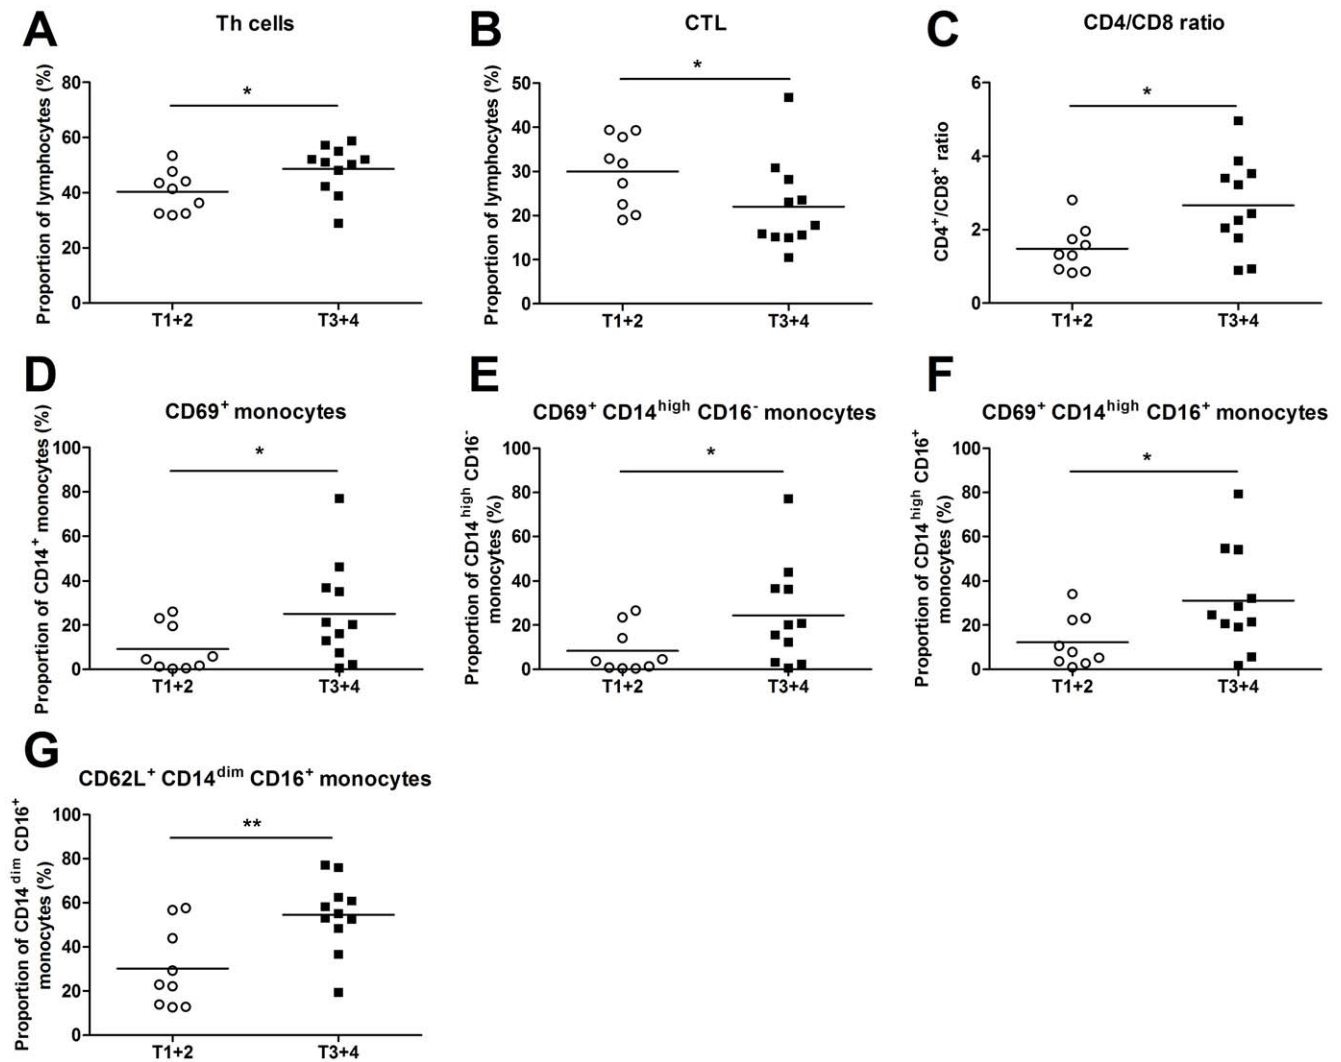 A
Th cells
Proportion of lymphocytes (%)
80
60
40
20
0
*
T1+2
T3+4
B
CTL
Proportion of lymphocytes (%)
50
40
30
20
10
0
*
T1+2
T3+4
C
CD4/CD8 ratio
CD4⁺/CD8⁺ ratio
6
4
2
0
*
T1+2
T3+4
D
CD69⁺ monocytes
Proportion of CD14⁺ monocytes (%)
100
80
60
40
20
0
*
T1+2
T3+4
E
CD69⁺ CD14ʰⁱᵍʰ CD16⁻ monocytes
Proportion of CD14ʰⁱᵍʰ CD16⁻
monocytes (%)
100
80
60
40
20
0
*
T1+2
T3+4
F
CD69⁺ CD14ʰⁱᵍʰ CD16⁺ monocytes
Proportion of CD14ʰⁱᵍʰ CD16⁺
monocytes (%)
100
80
60
40
20
0
*
T1+2
T3+4
G
CD62L⁺ CD14ᵈⁱᵐ CD16⁺ monocytes
Proportion of CD14ᵈⁱᵐ CD16⁺
monocytes (%)
100
80
60
40
20
0
**
T1+2
T3+4